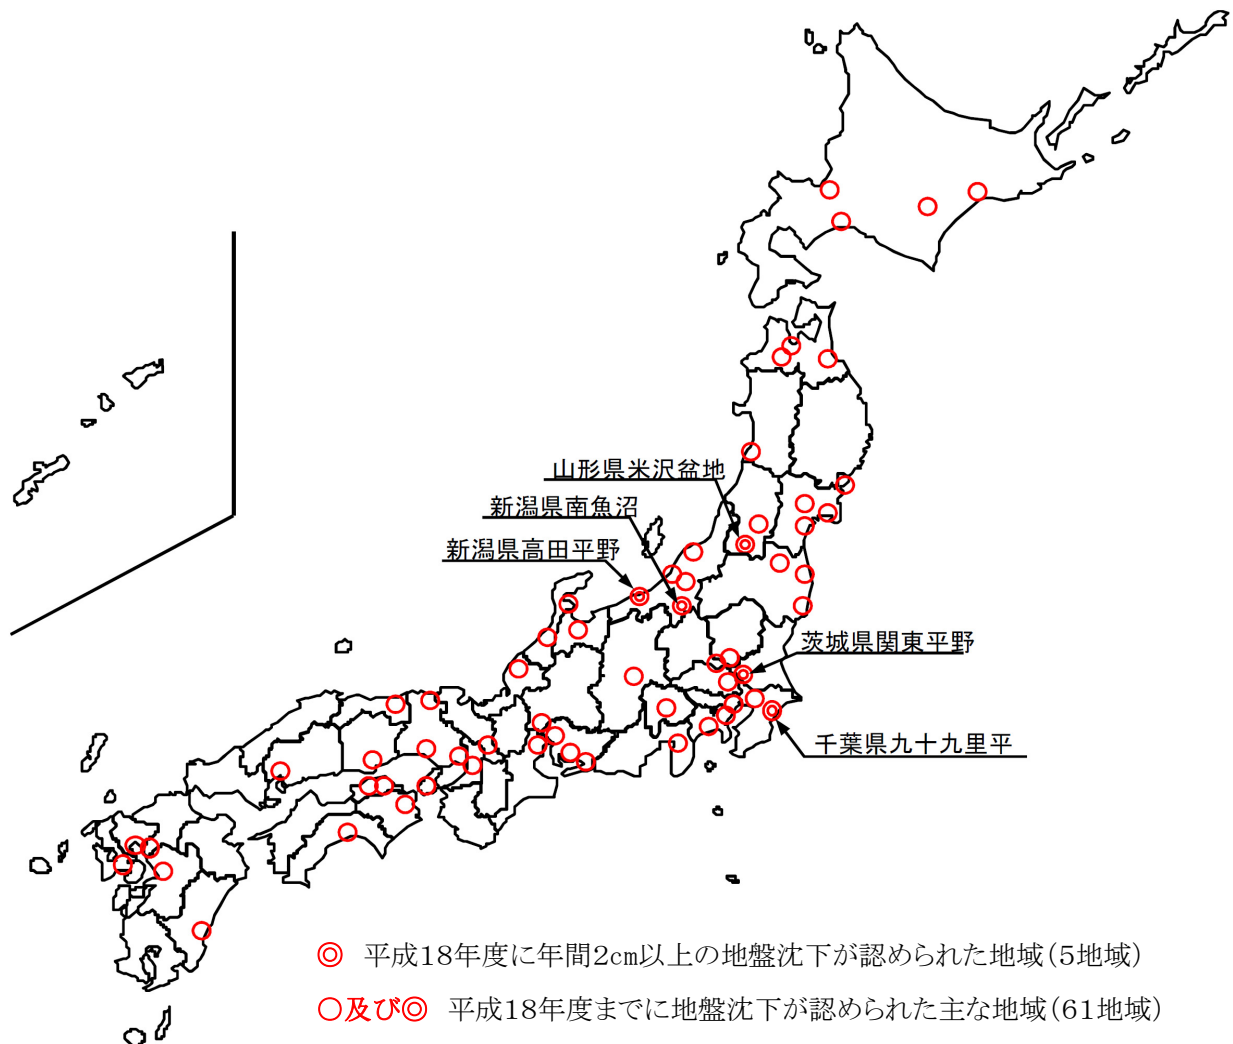 山形県米沢盆地
新潟県南魚沼
新潟県高田平野
茨城県関東平野
千葉県九十九里平
◎ 平成18年度に年間2cm以上の地盤沈下が認められた地域(5地域)
○及び◎ 平成18年度までに地盤沈下が認められた主な地域(61地域)